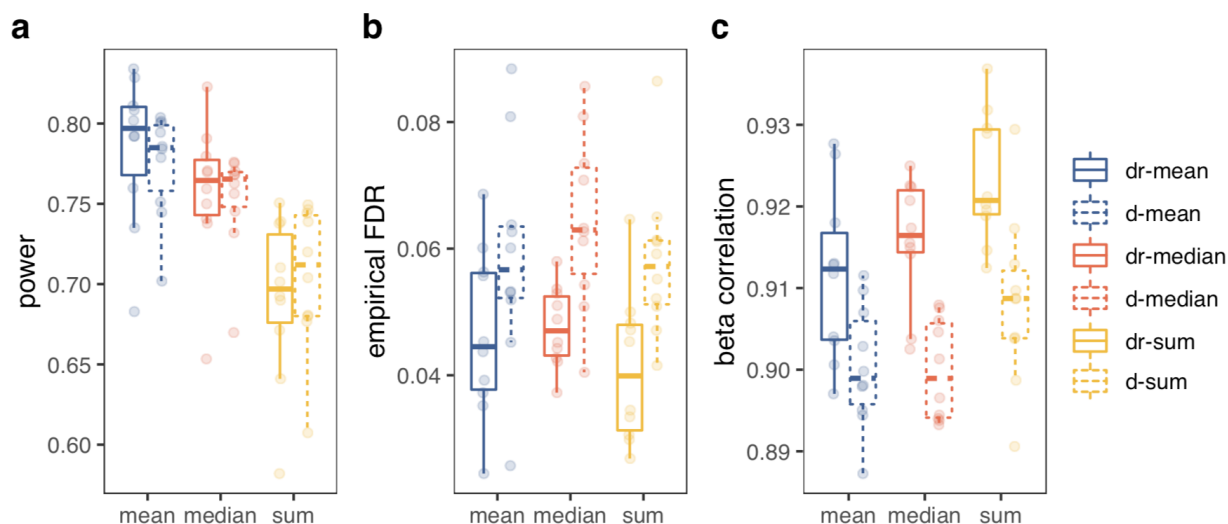 a
power
0.80
0.75
0.70
0.65
0.60
mean median sum
b
empirical FDR
0.08
0.06
0.04
mean median sum
c
beta correlation
0.93
0.92
0.91
0.90
0.89
mean median sum
dr-mean
d-mean
dr-median
d-median
dr-sum
d-sum